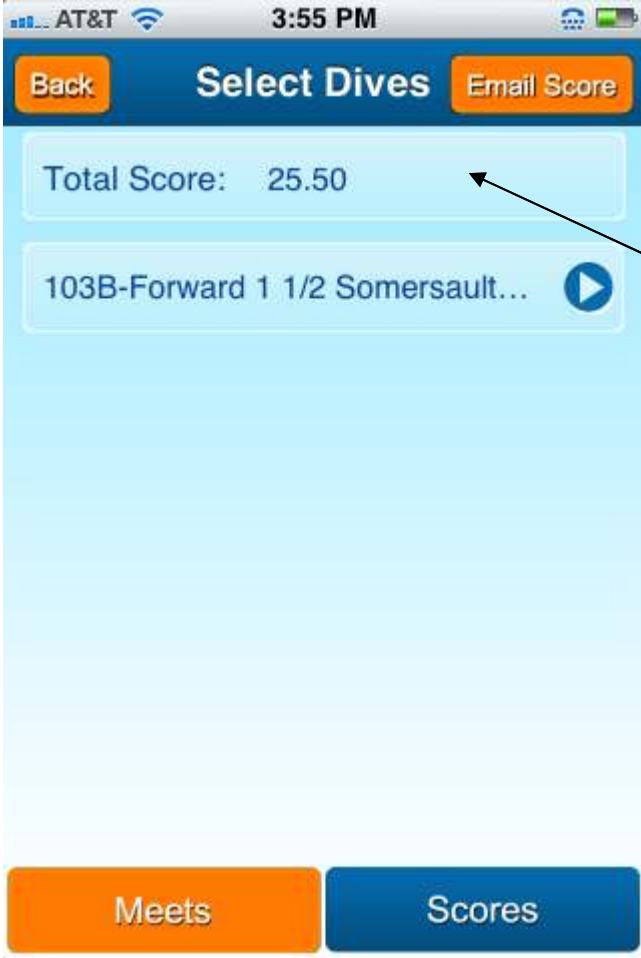 AT&T 3:55 PM
Back Select Dives Email Score
Total Score: 25.50
103B-Forward 1 1/2 Somersault...
Meets Scores